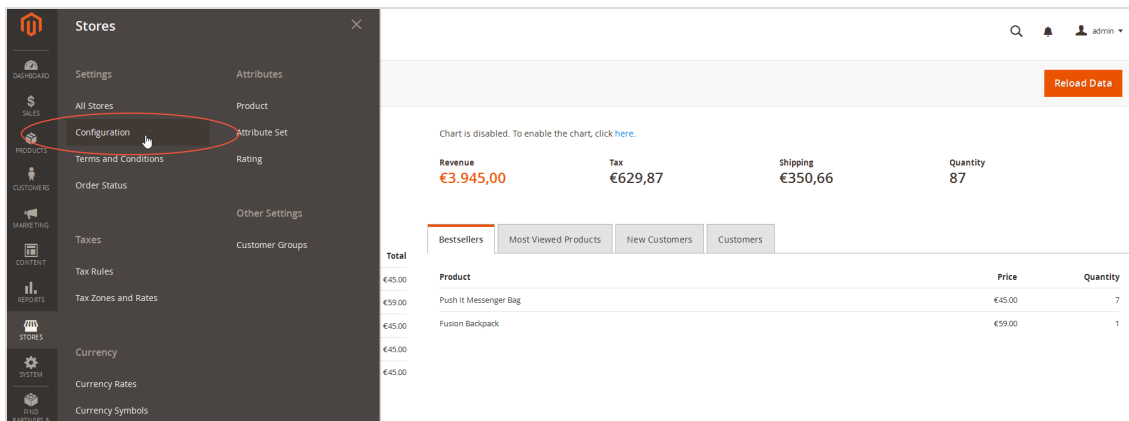 DASHBOARD
SALES
PRODUCTS
CUSTOMERS
MARKETING
CONTENT
REPORTS
STORES
SYSTEM
FIND
PARTNERS &
Stores
Settings
All Stores
Configuration
Terms and Conditions
Order Status
Taxes
Tax Rules
Tax Zones and Rates
Currency
Currency Rates
Currency Symbols
Attributes
Product
Attribute Set
Rating
Other Settings
Customer Groups
admin
Reload Data
Chart is disabled. To enable the chart, click here.
Revenue Tax Shipping Quantity
€3.945,00 €629,87 €350,66 87
Total
€45.00
€59.00
€45.00
€45.00
€45.00
Bestsellers Most Viewed Products New Customers Customers
Product Price Quantity
Push It Messenger Bag €45.00 7
Fusion Backpack €59.00 1